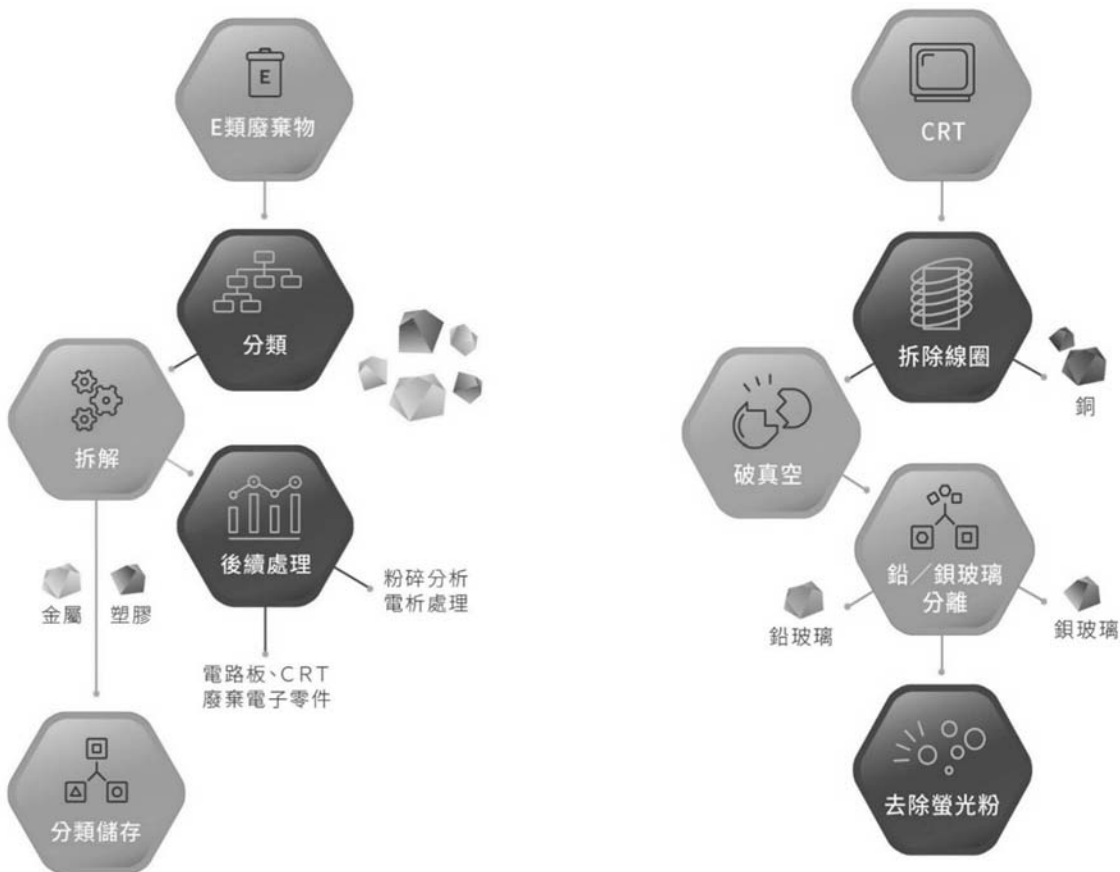 E
E類廢棄物
分類
拆解
後續處理
金屬
塑膠
粉碎分析
電析處理
電路板、CRT
廢棄電子零件
分類儲存
CRT
拆除線圈
銅
破真空
鉛／鋇玻璃
分離
鉛玻璃
鋇玻璃
去除螢光粉